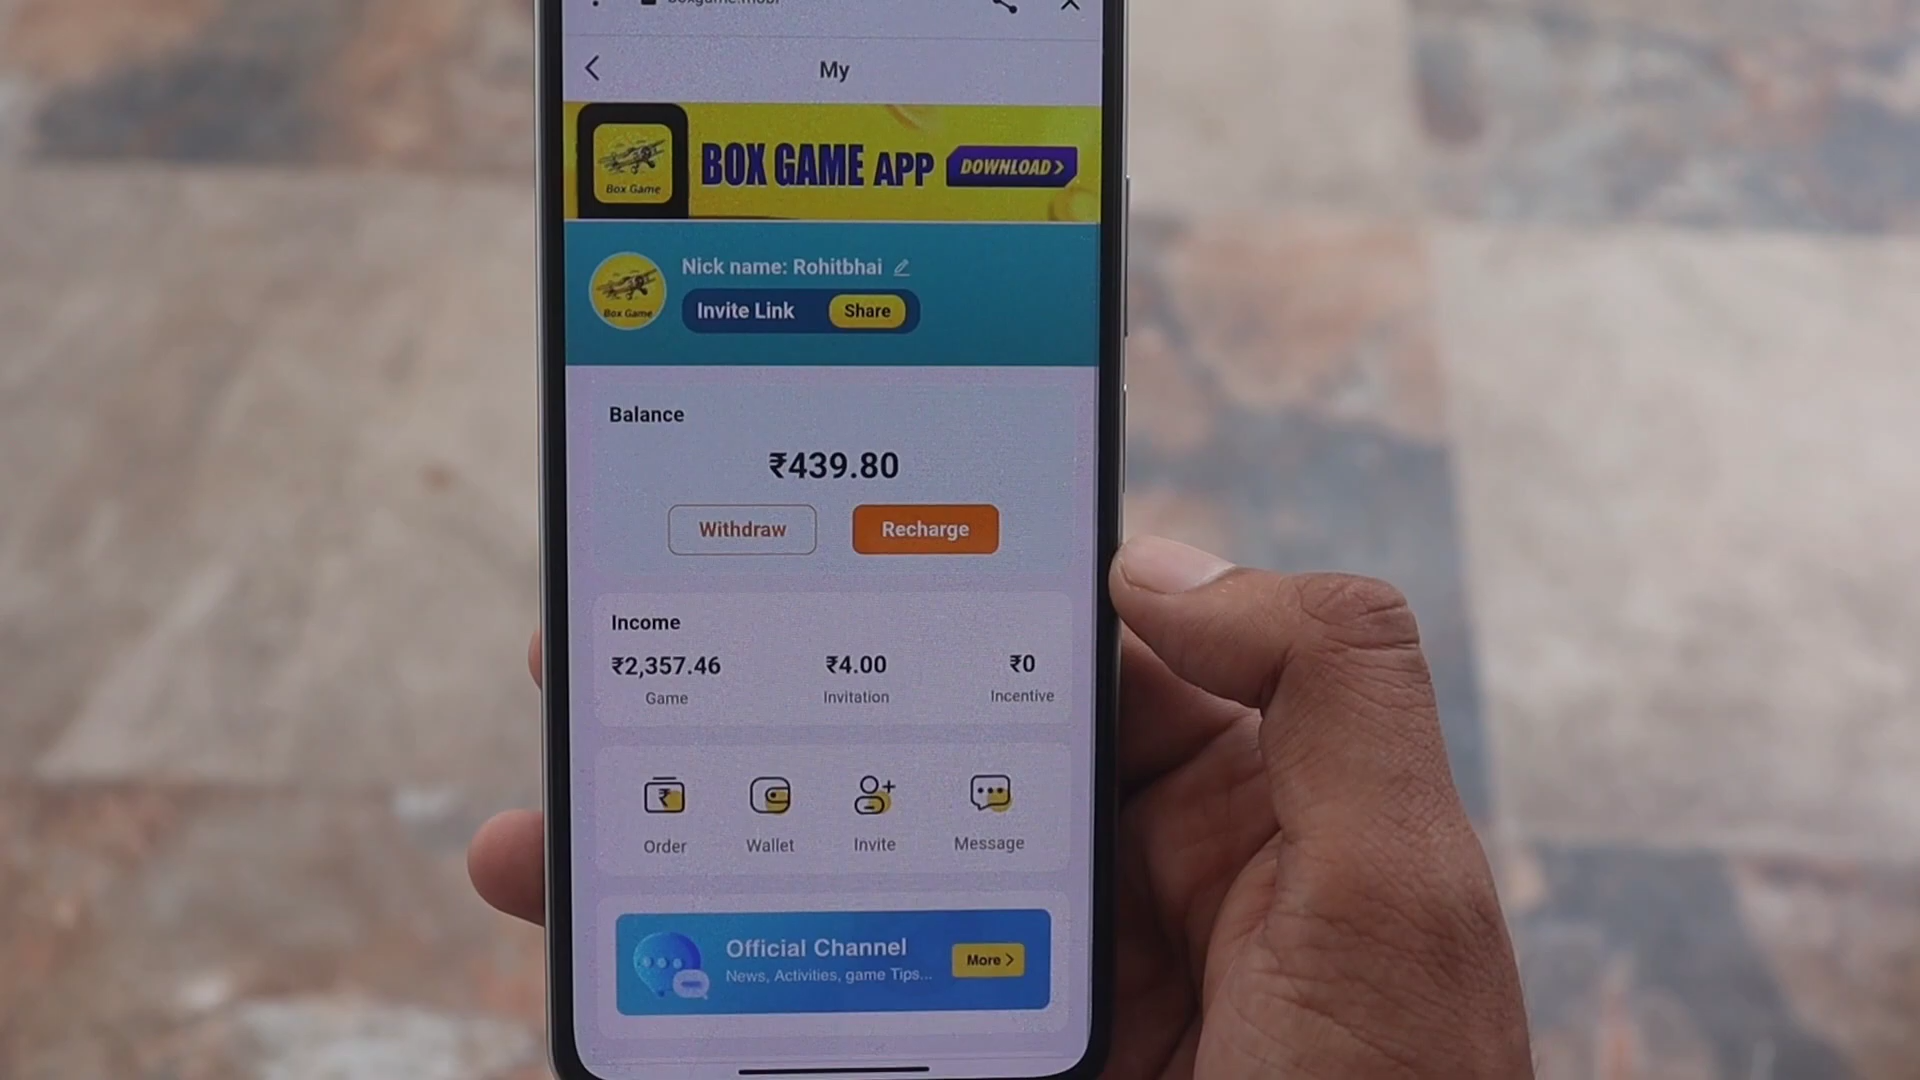 My
Box Game
BOX GAME APP
DOWNLOAD >
Box Game
Nick name: Rohitbhai
Invite Link
Share
Balance
₹439.80
Withdraw
Recharge
Income
₹2,357.46
₹4.00
₹0
Game
Invitation
Incentive
Order
Wallet
Invite
Message
Official Channel
News, Activities, game Tips...
More >